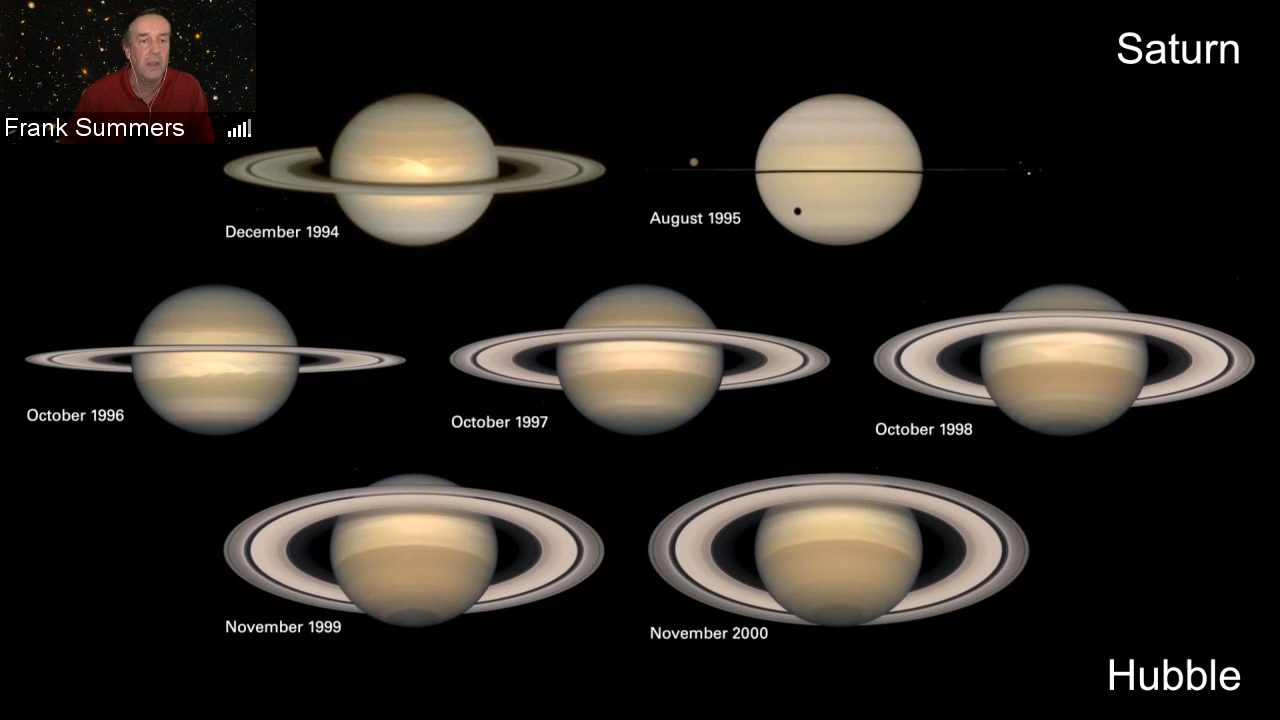 Saturn
Frank Summers
December 1994
August 1995
October 1996
October 1997
October 1998
November 1999
November 2000
Hubble